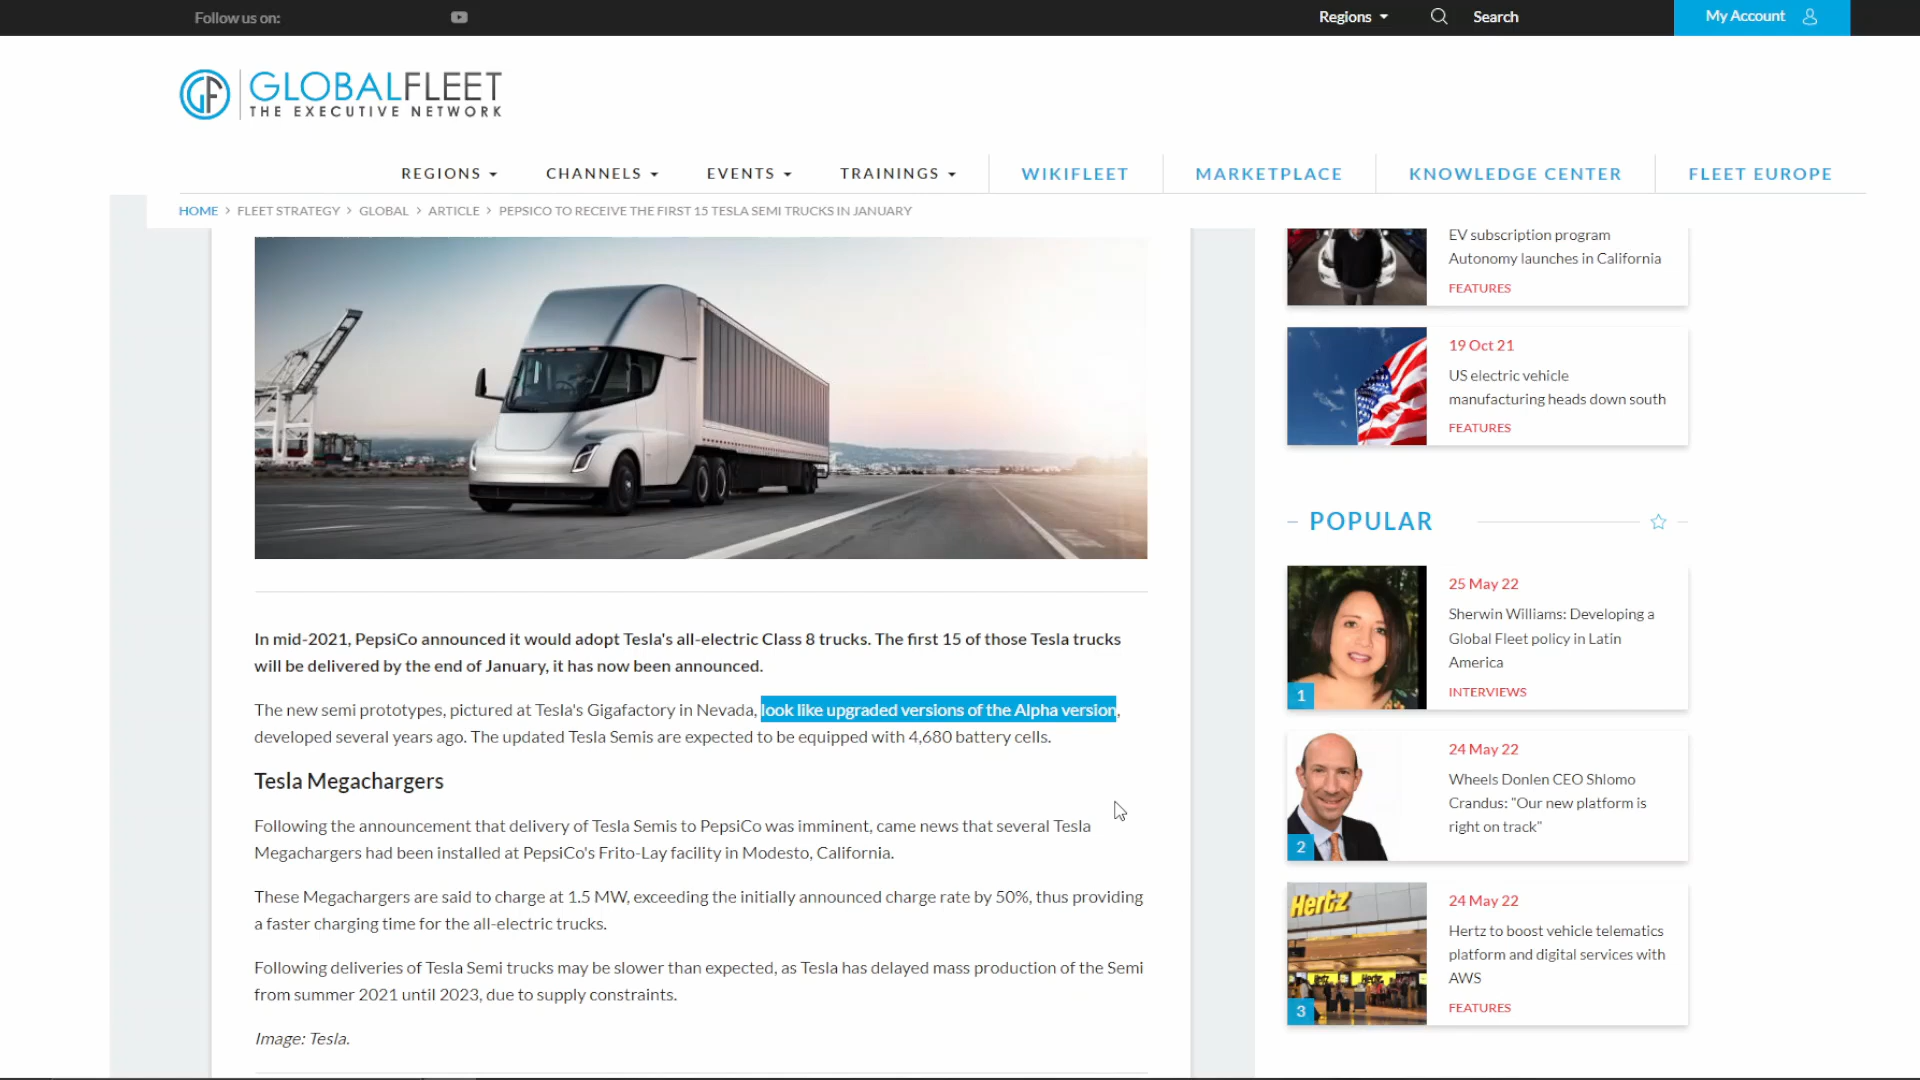 Follow us on:
Regions
Search
My Account
GF
GLOBALFLEET
THE EXECUTIVE NETWORK
REGIONS
CHANNELS
EVENTS
TRAININGS
WIKIFLEET
MARKETPLACE
KNOWLEDGE CENTER
FLEET EUROPE
HOME > FLEET STRATEGY > GLOBAL > ARTICLE > PEPSICO TO RECEIVE THE FIRST 15 TESLA SEMI TRUCKS IN JANUARY
In mid-2021, PepsiCo announced it would adopt Tesla's all-electric Class 8 trucks. The first 15 of those Tesla trucks
will be delivered by the end of January, it has now been announced.
The new semi prototypes, pictured at Tesla's Gigafactory in Nevada, look like upgraded versions of the Alpha version,
developed several years ago. The updated Tesla Semis are expected to be equipped with 4,680 battery cells.
Tesla Megachargers
Following the announcement that delivery of Tesla Semis to PepsiCo was imminent, came news that several Tesla
Megachargers had been installed at PepsiCo's Frito-Lay facility in Modesto, California.
These Megachargers are said to charge at 1.5 MW, exceeding the initially announced charge rate by 50%, thus providing
a faster charging time for the all-electric trucks.
Following deliveries of Tesla Semi trucks may be slower than expected, as Tesla has delayed mass production of the Semi
from summer 2021 until 2023, due to supply constraints.
Image: Tesla.
EV subscription program
Autonomy launches in California
FEATURES
19 Oct 21
US electric vehicle
manufacturing heads down south
FEATURES
POPULAR
1
25 May 22
Sherwin Williams: Developing a
Global Fleet policy in Latin
America
INTERVIEWS
2
24 May 22
Wheels Donlen CEO Shlomo
Crandus: "Our new platform is
right on track"
Hertz
Hertz
Hertz
3
24 May 22
Hertz to boost vehicle telematics
platform and digital services with
AWS
FEATURES